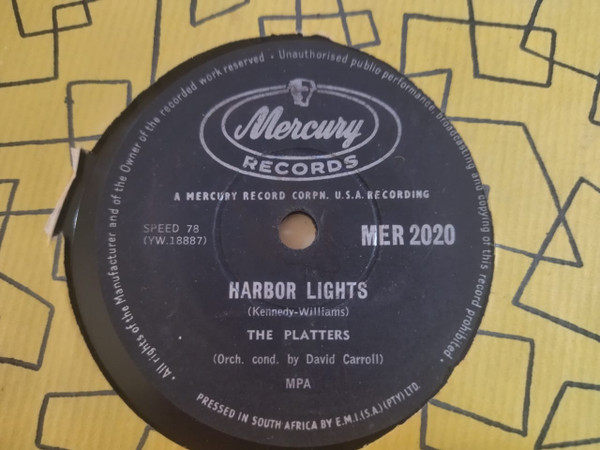 · All rights of the Manufacturer and of the Owner of the recorded work reserved · Unauthorised public performance broadcasting and copying of this record prohibited ·
Mercury
RECORDS
A MERCURY RECORD CORPN. U.S.A. RECORDING
SPEED 78
(YW.18887)
MER 2020
HARBOR LIGHTS
(Kennedy-Williams)
THE PLATTERS
(Orch. cond. by David Carroll)
MPA
PRESSED IN SOUTH AFRICA BY E.M.I.(S.A.)(PTY) LTD.